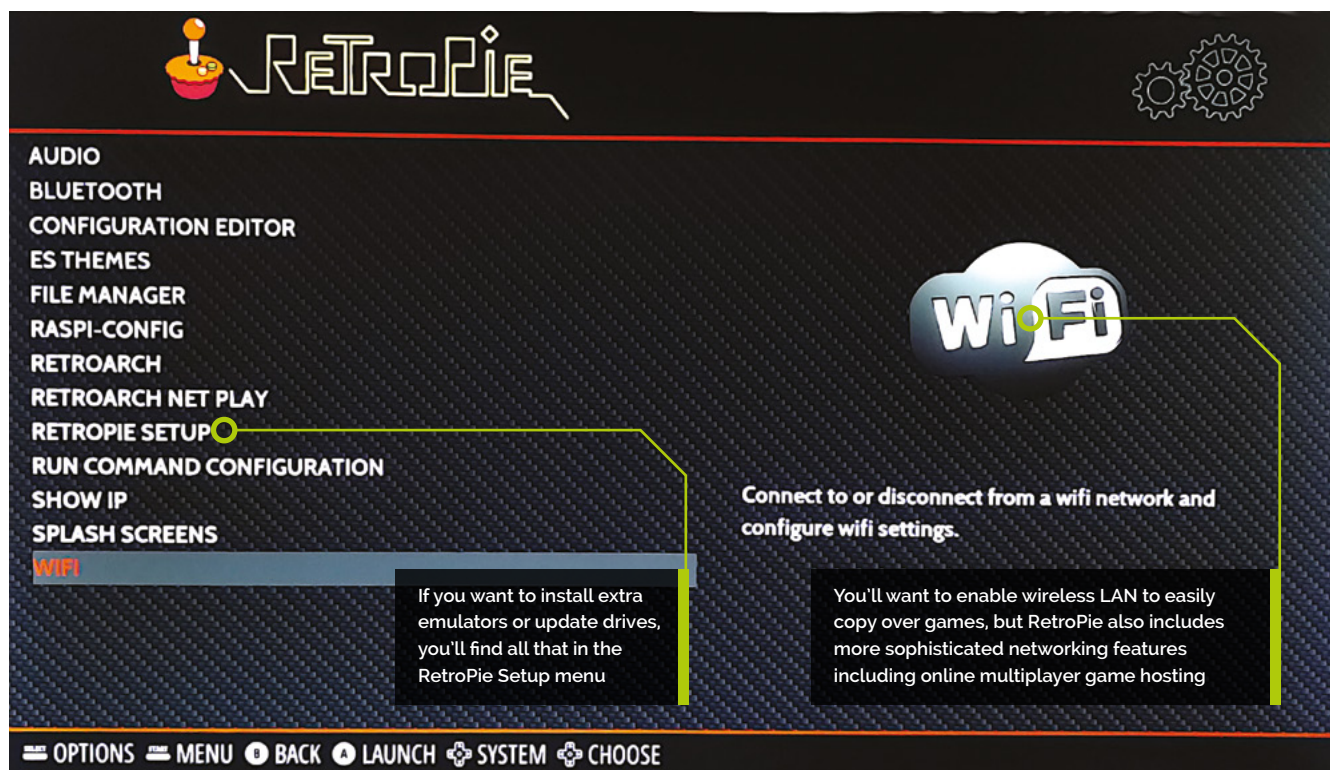 RETROPIE
AUDIO
BLUETOOTH
CONFIGURATION EDITOR
ES THEMES
FILE MANAGER
RASPI-CONFIG
RETROARCH
RETROARCH NET PLAY
RETROPIE SETUP
RUN COMMAND CONFIGURATION
SHOW IP
SPLASH SCREENS
WIFI
Wi Fi
Connect to or disconnect from a wifi network and
configure wifi settings.
If you want to install extra
emulators or update drives,
you'll find all that in the
RetroPie Setup menu
You'll want to enable wireless LAN to easily
copy over games, but RetroPie also includes
more sophisticated networking features
including online multiplayer game hosting
SELECT OPTIONS START MENU B BACK A LAUNCH SYSTEM CHOOSE